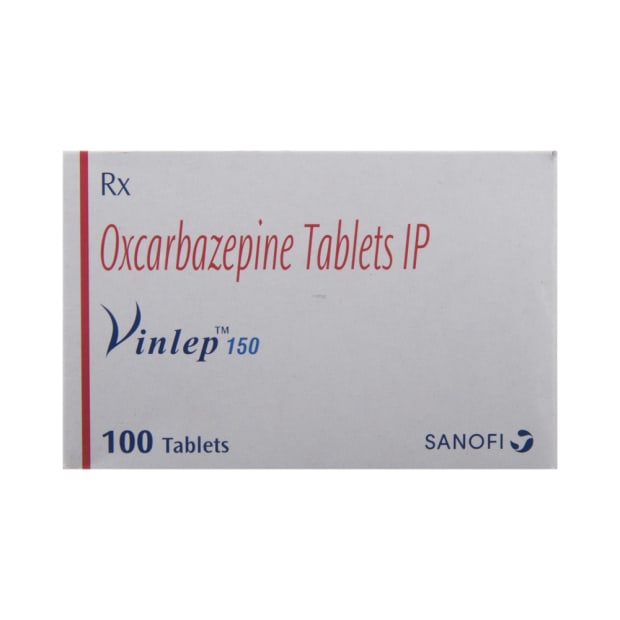 Rx
Oxcarbazepine Tablets IP
Vinlep™ 150
100 Tablets
SANOFI